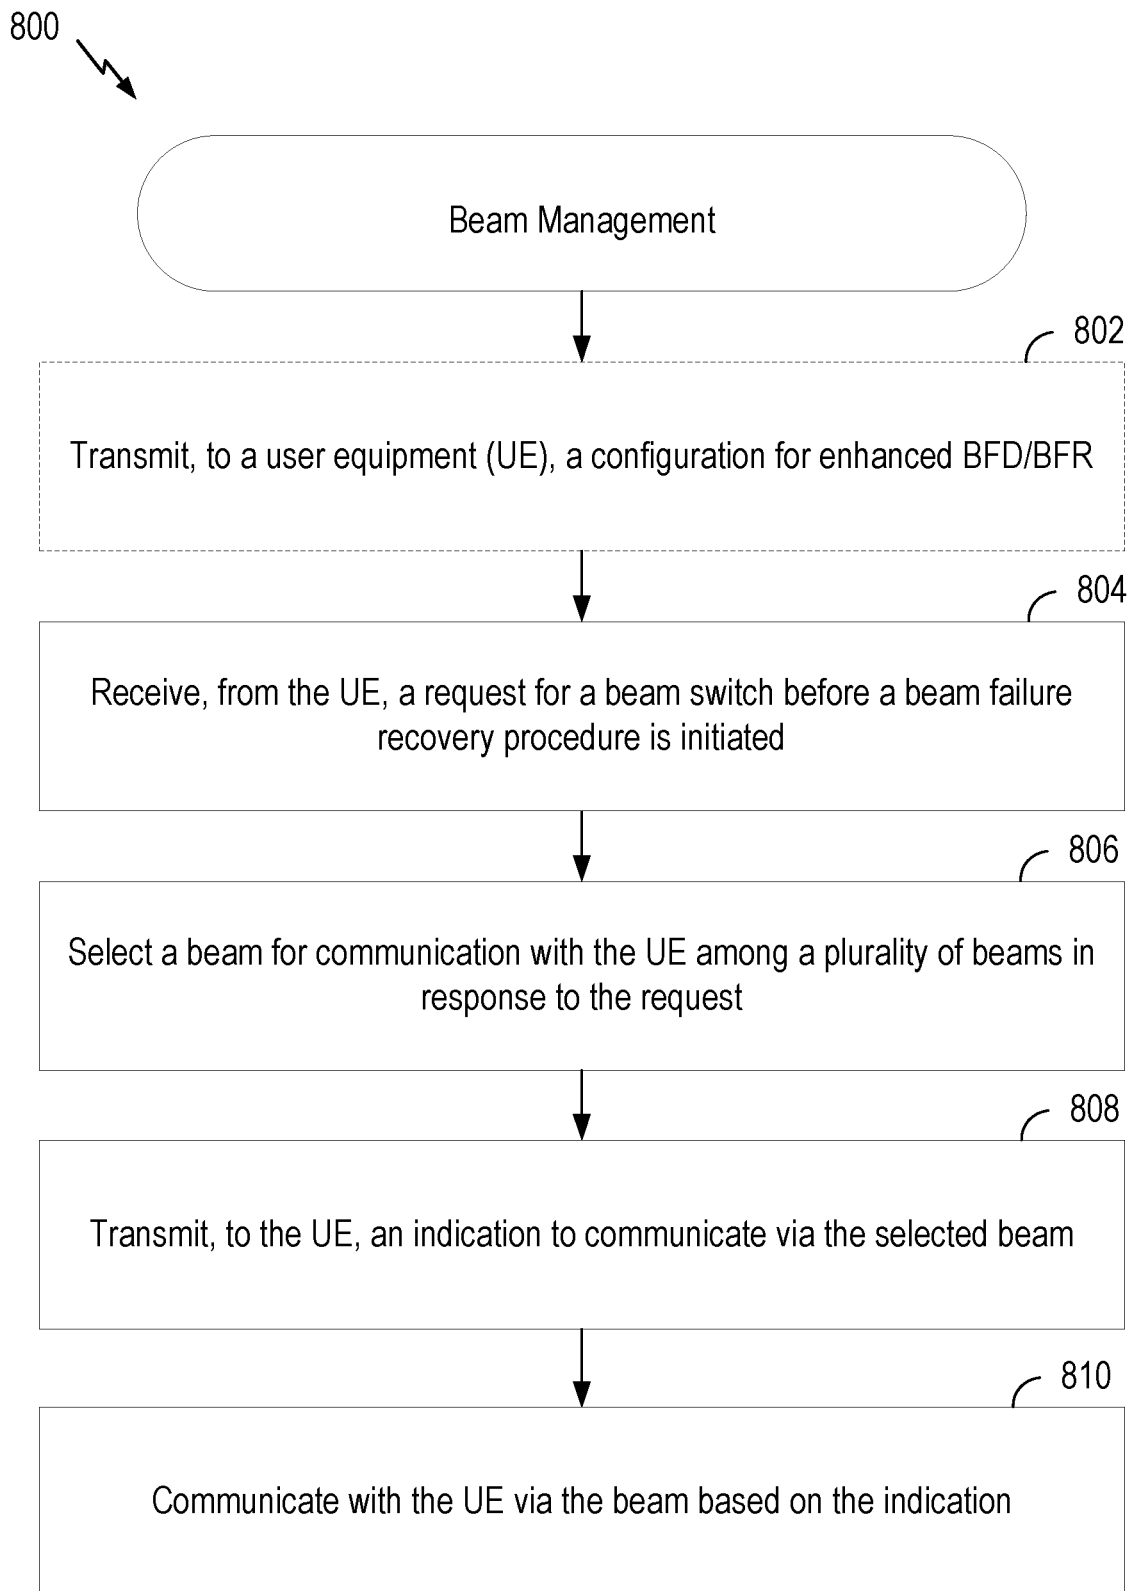 800
Beam Management
802
Transmit, to a user equipment (UE), a configuration for enhanced BFD/BFR
804
Receive, from the UE, a request for a beam switch before a beam failure
recovery procedure is initiated
806
Select a beam for communication with the UE among a plurality of beams in
response to the request
808
Transmit, to the UE, an indication to communicate via the selected beam
810
Communicate with the UE via the beam based on the indication